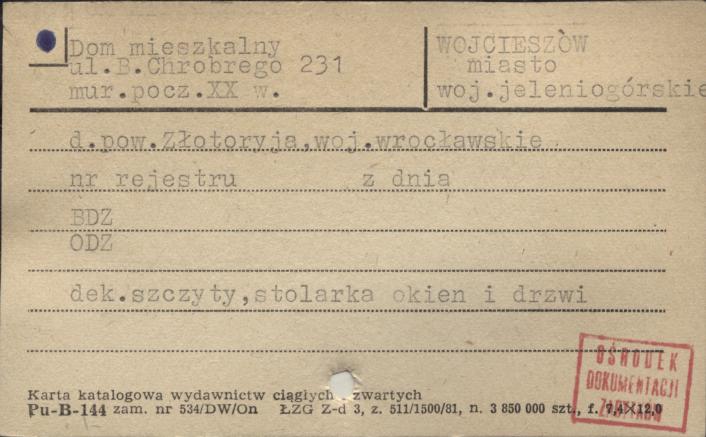 Dom mieszkalny
ul.B.Chrobrego 231
mur.pocz.XX w.
WOJCIESZÒW
miasto
woj.jeleniogórskie
d.pow.Złotoryja,woj.wrocławskie
nr rejestru z dnia
BDZ
ODZ
dek.szczyty,stolarka okien i drzwi
OŚRODEK
DOKUMENTACJI
ZABYTKÓW
Karta katalogowa wydawnictw ciągłych zwartych
Pu-B-144 zam. nr 534/DW/On ŁZG Z-d 3, z. 511/1500/81, n. 3 850 000 szt., f. 7,4×12,0